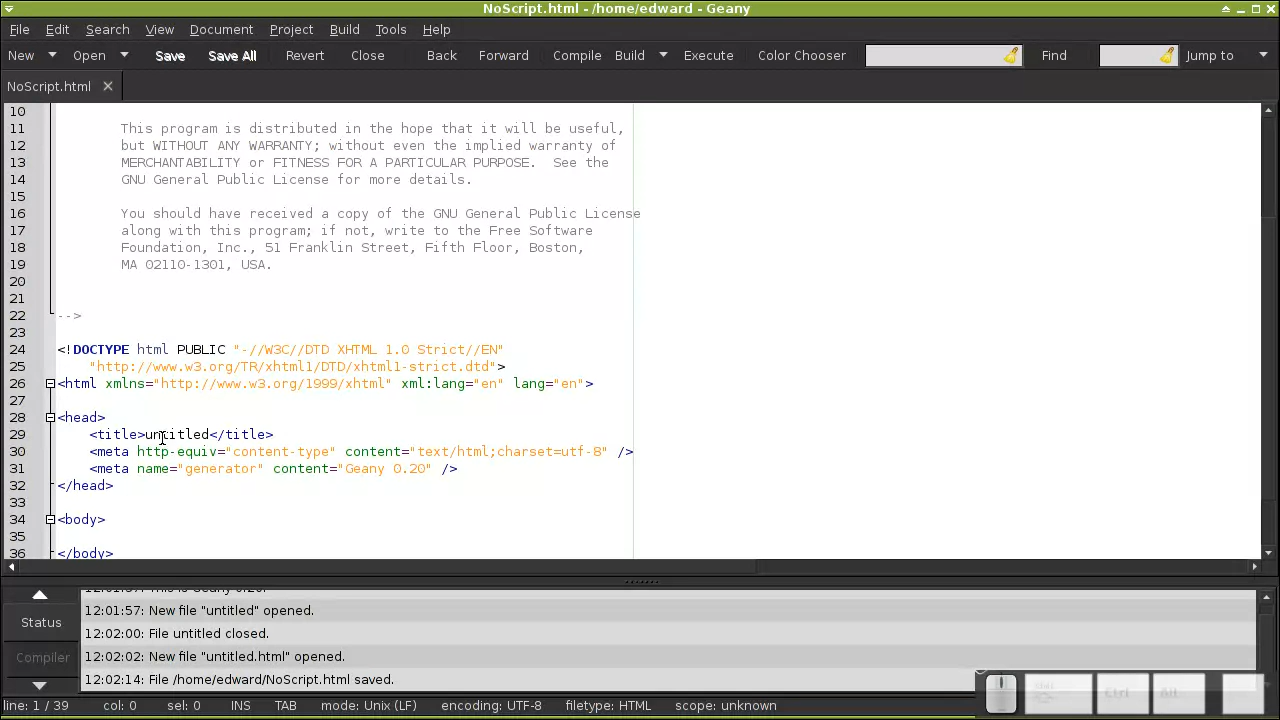 NoScript.html - /home/edward - Geany
File Edit Search View Document Project Build Tools Help
New Open Save Save All Revert Close Back Forward Compile Build Execute Color Chooser Find Jump to
NoScript.html
10
11 This program is distributed in the hope that it will be useful,
12 but WITHOUT ANY WARRANTY; without even the implied warranty of
13 MERCHANTABILITY or FITNESS FOR A PARTICULAR PURPOSE.  See the
14 GNU General Public License for more details.
15
16 You should have received a copy of the GNU General Public License
17 along with this program; if not, write to the Free Software
18 Foundation, Inc., 51 Franklin Street, Fifth Floor, Boston,
19 MA 02110-1301, USA.
20
21
22 -->
23
24 <!DOCTYPE html PUBLIC "-//W3C//DTD XHTML 1.0 Strict//EN"
25 "http://www.w3.org/TR/xhtml1/DTD/xhtml1-strict.dtd">
26 <html xmlns="http://www.w3.org/1999/xhtml" xml:lang="en" lang="en">
27
28 <head>
29 <title>untitled</title>
30 <meta http-equiv="content-type" content="text/html;charset=utf-8" />
31 <meta name="generator" content="Geany 0.20" />
32 </head>
33
34 <body>
35
36 </body>
12:01:57: This is Geany 0.20.
12:01:57: New file "untitled" opened.
12:02:00: File untitled closed.
12:02:02: New file "untitled.html" opened.
12:02:14: File /home/edward/NoScript.html saved.
Status
Compiler
Ctrl Alt
line: 1 / 39 col: 0 sel: 0 INS TAB mode: Unix (LF) encoding: UTF-8 filetype: HTML scope: unknown